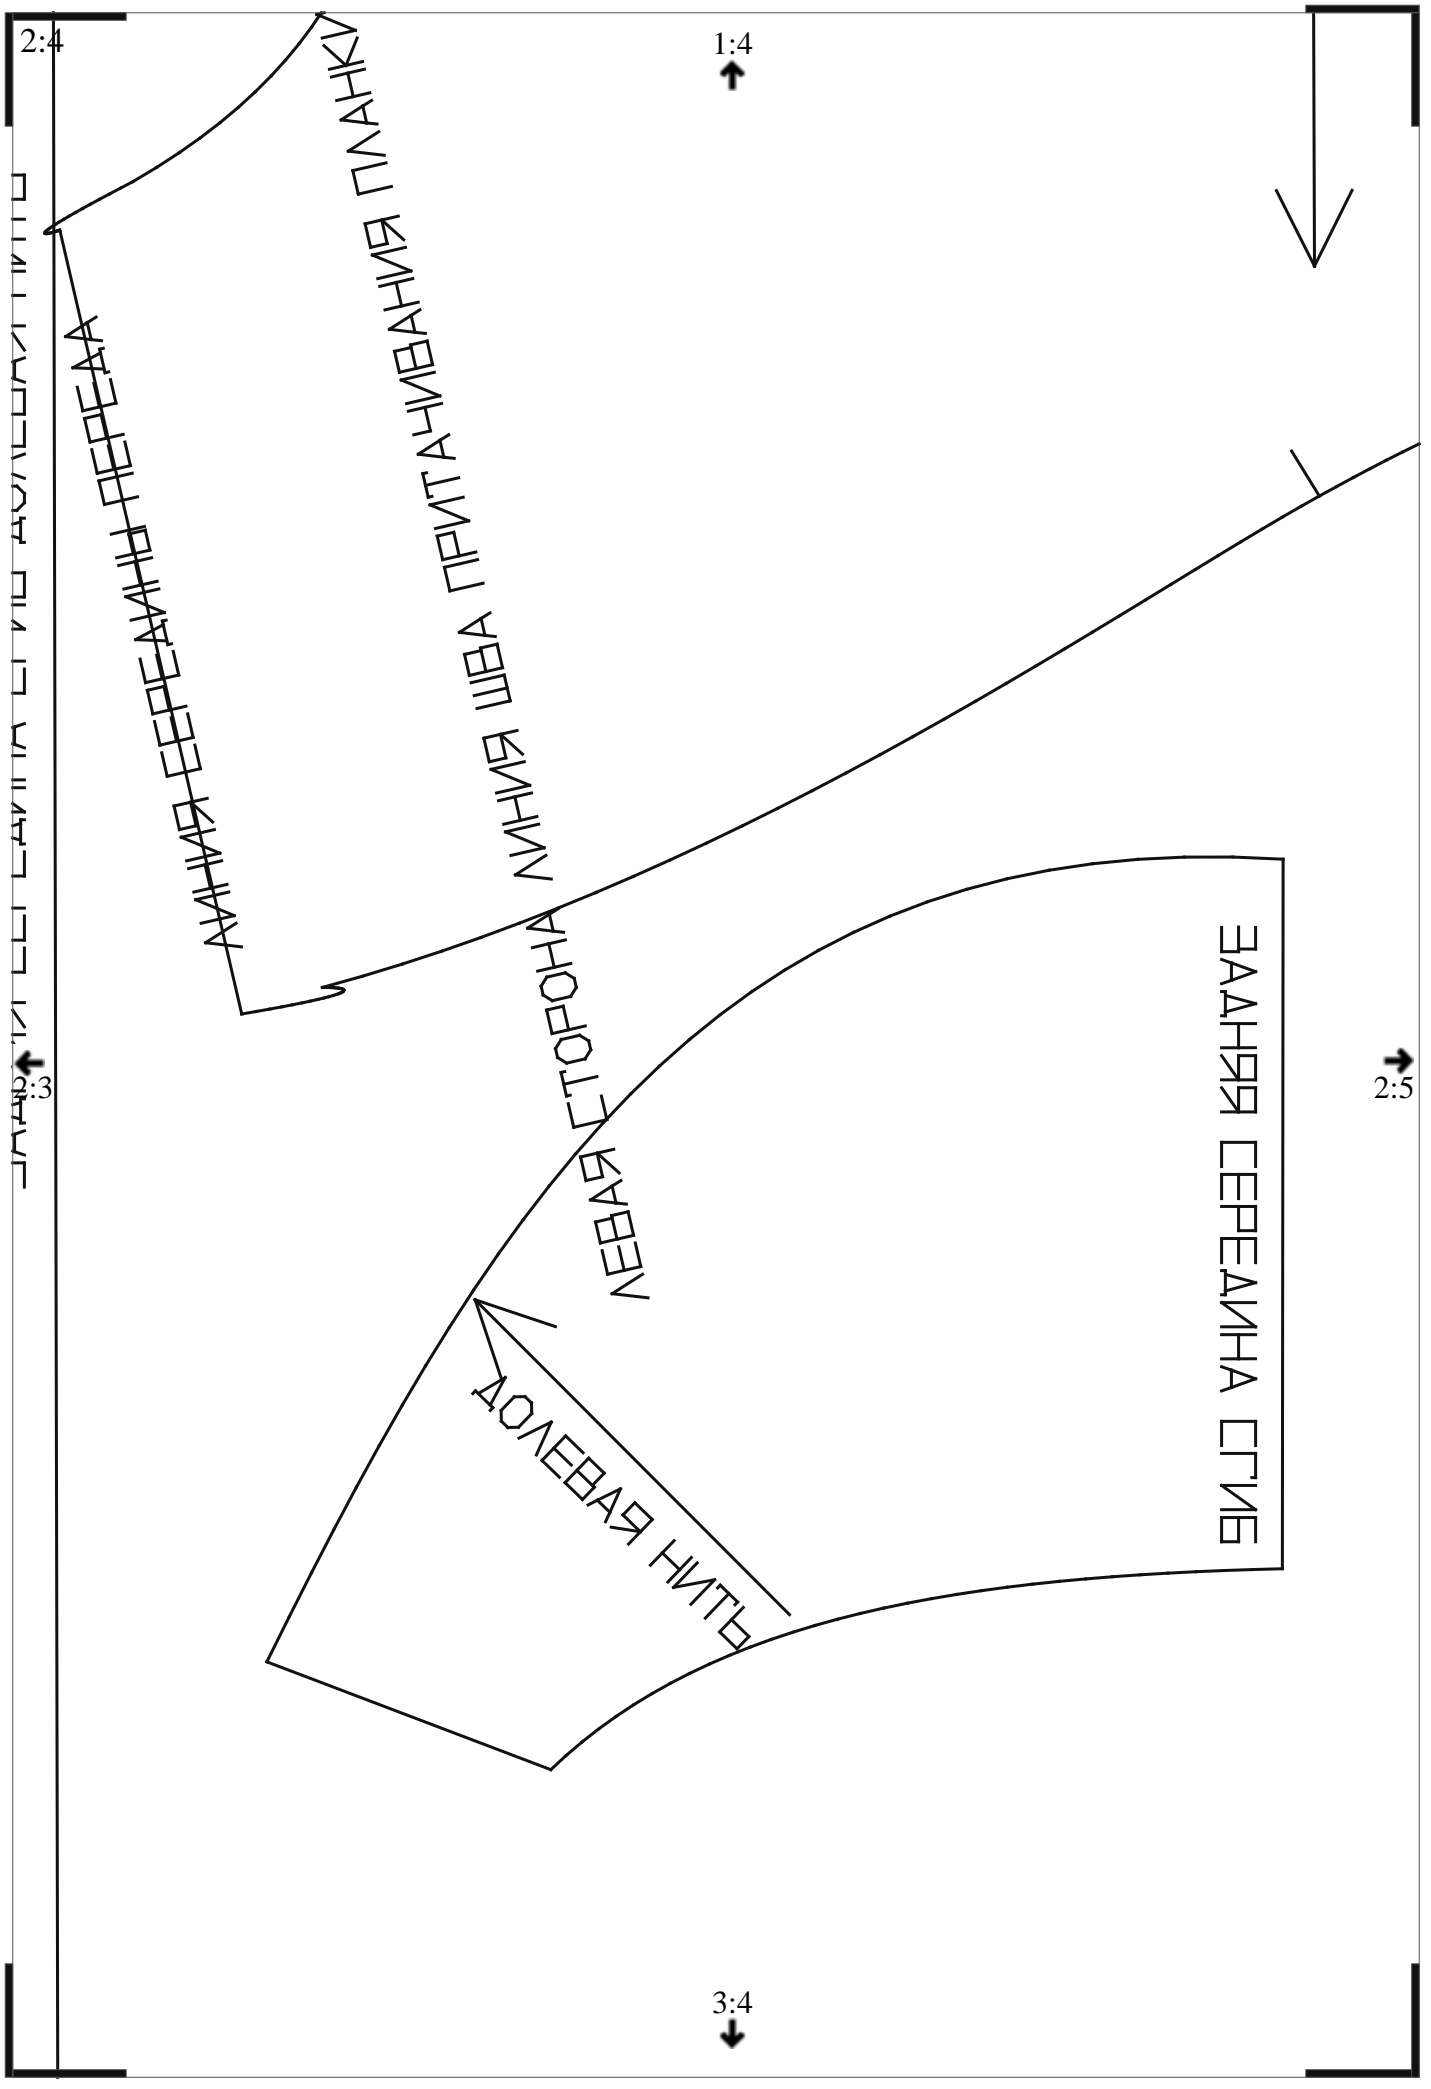 2:4
1:4
ЛИНИЯ ШВА ПРИТАЧИВАНИЯ ПЛАНКИ
ЛИНИЯ СЕРЕДИНЫ ПЕРЕДА
ЛЕВАЯ СТОРОНА
ЗАДНЯЯ СЕРЕДИНА СГИБ
2:3
2:5
ДОЛЕВАЯ НИТЬ
3:4